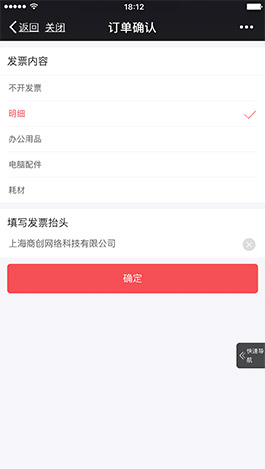 18:12
返回 关闭 订单确认
发票内容
不开发票
明细
办公用品
电脑配件
耗材
填写发票抬头
上海商创网络科技有限公司
确定
快速导
航